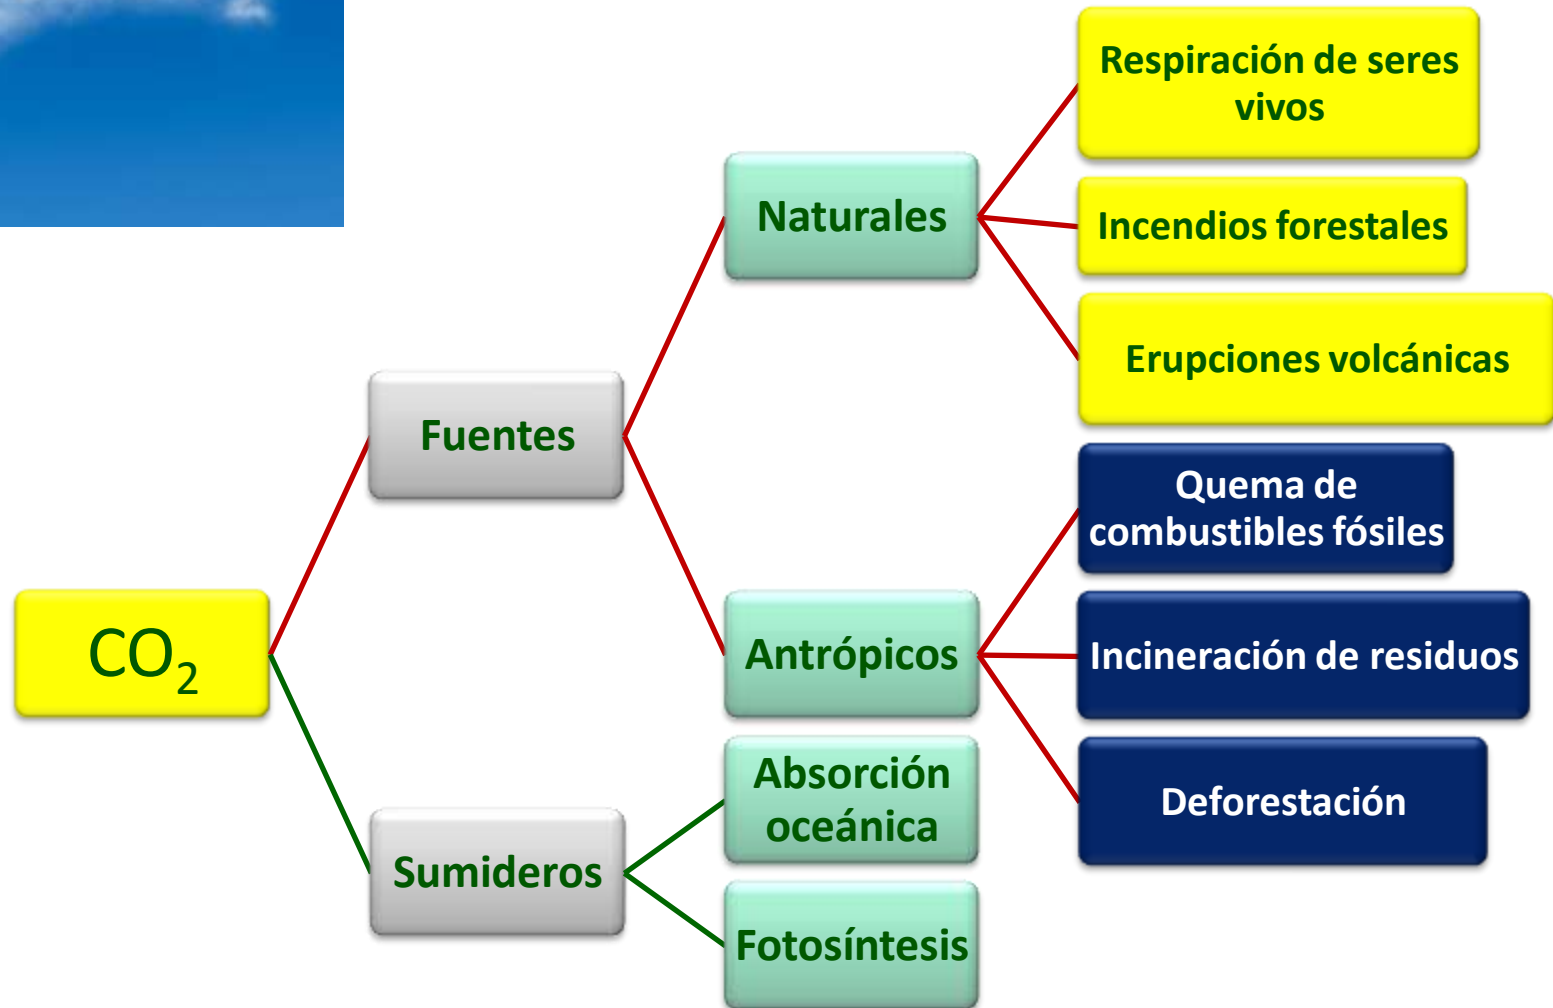 Respiración de seres
vivos
Naturales
Incendios forestales
Erupciones volcánicas
Fuentes
Quema de
combustibles fósiles
CO₂
Antrópicos
Incineración de residuos
Absorción
oceánica
Deforestación
Sumideros
Fotosíntesis